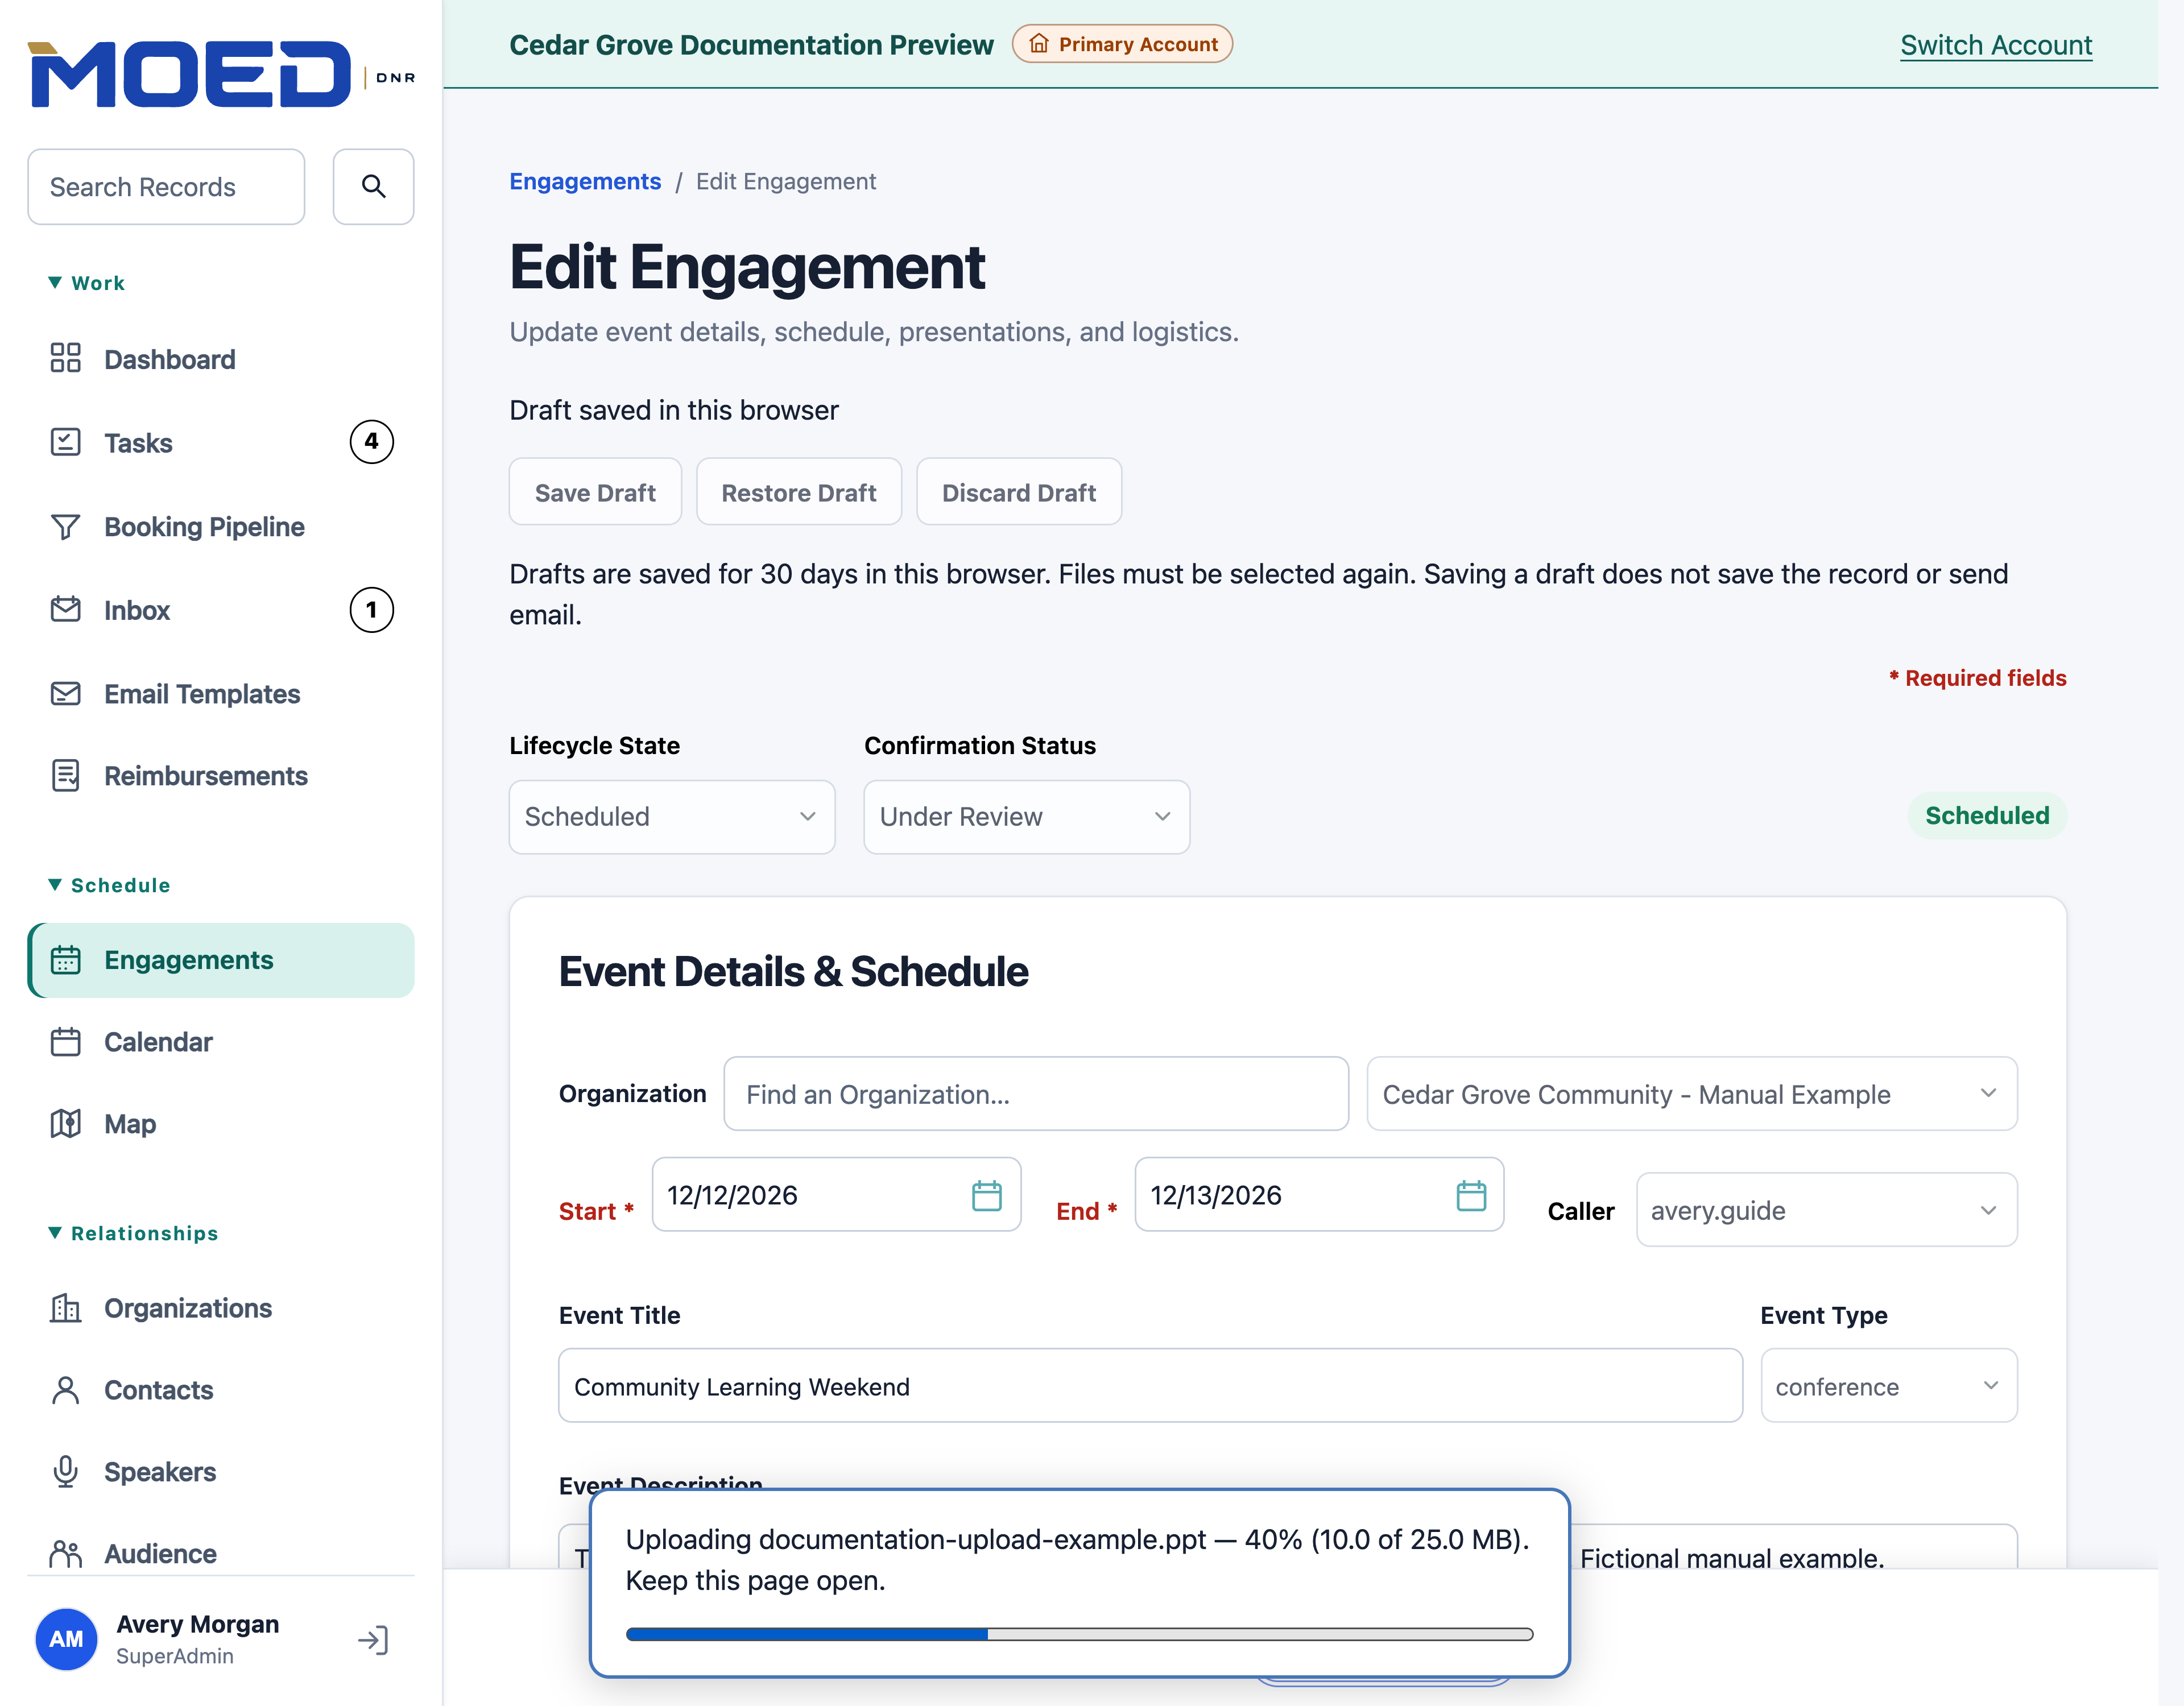 MOED | DNR
Search Records
Work
Dashboard
Tasks 4
Booking Pipeline
Inbox 1
Email Templates
Reimbursements
Schedule
Engagements
Calendar
Map
Relationships
Organizations
Contacts
Speakers
Audience
AM Avery Morgan
SuperAdmin
Cedar Grove Documentation Preview Primary Account Switch Account
Engagements / Edit Engagement
Edit Engagement
Update event details, schedule, presentations, and logistics.
Draft saved in this browser
Save Draft Restore Draft Discard Draft
Drafts are saved for 30 days in this browser. Files must be selected again. Saving a draft does not save the record or send
email.
* Required fields
Lifecycle State Confirmation Status
Scheduled Under Review Scheduled
Event Details & Schedule
Organization Find an Organization... Cedar Grove Community - Manual Example
Start * 12/12/2026 End * 12/13/2026 Caller avery.guide
Event Title Event Type
Community Learning Weekend conference
Event Description
Fictional manual example.
Uploading documentation-upload-example.ppt — 40% (10.0 of 25.0 MB).
Keep this page open.